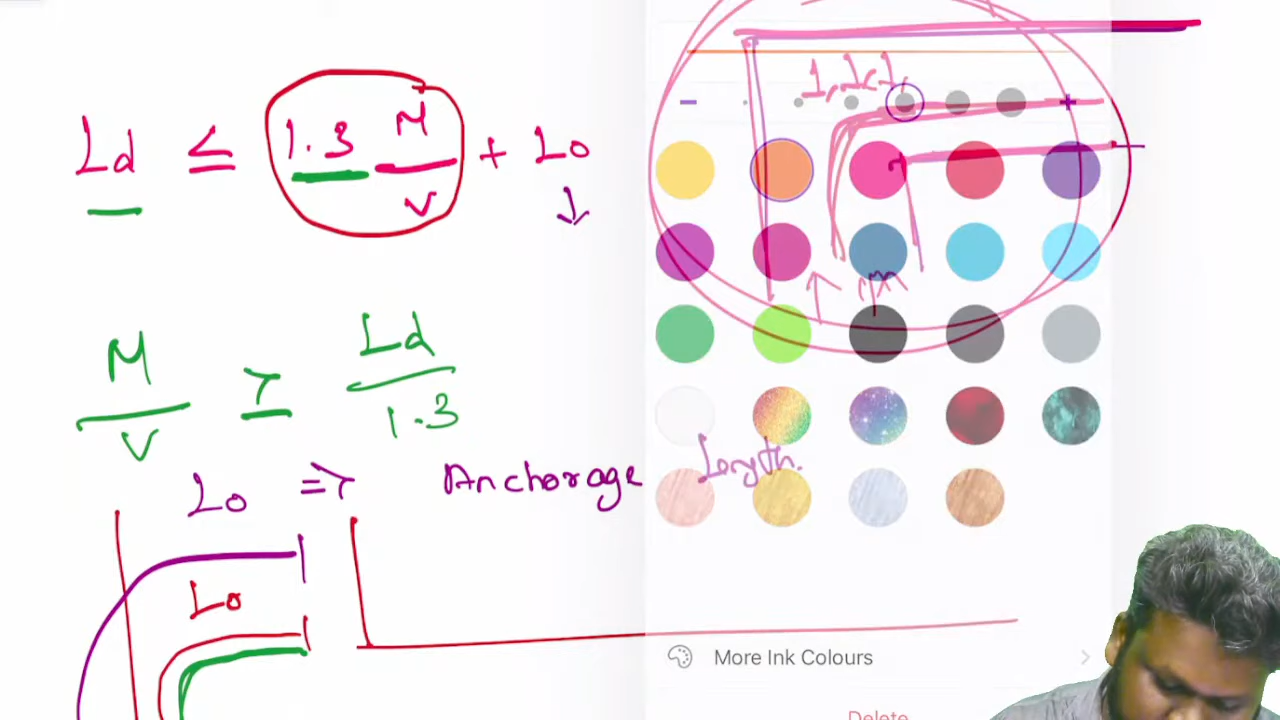 Ld ≤ 1.3 M/V + Lo
M/V ≥ Ld/1.3
Lo ⇒ Anchorage Length.
Lo
More Ink Colours
Delete